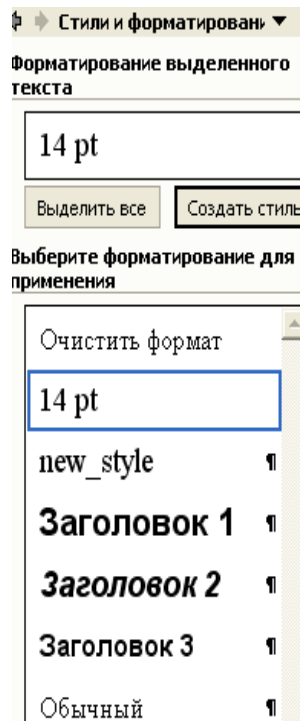 Стили и форматировани
Форматирование выделенного
текста
14 pt
Выделить все Создать стиль
Выберите форматирование для
применения
Очистить формат
14 pt
new_style ¶
Заголовок 1 ¶
Заголовок 2 ¶
Заголовок 3 ¶
Обычный ¶